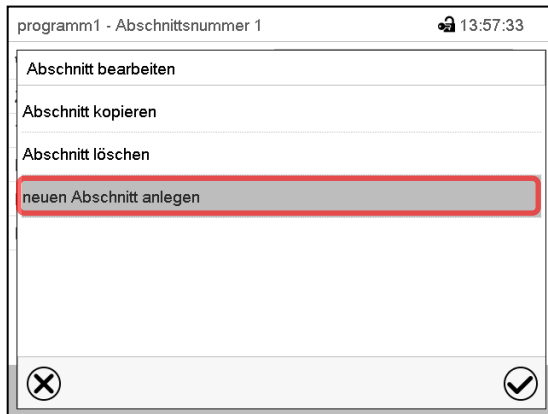 programm1 - Abschnittsnummer 1 13:57:33
Abschnitt bearbeiten
Abschnitt kopieren
Abschnitt löschen
neuen Abschnitt anlegen